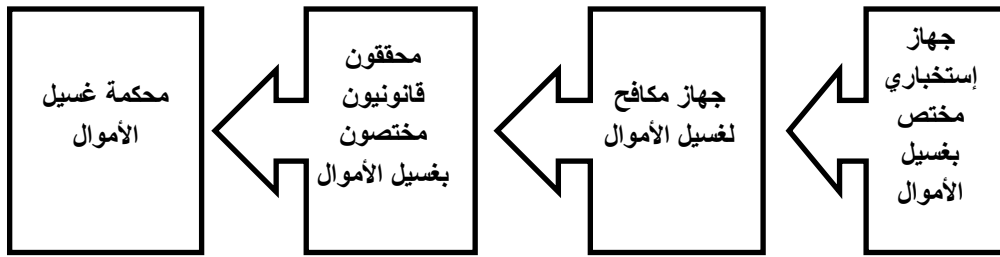 جهاز
إستخباري
مختص
بغسيل
الأموال
جهاز مكافح
لغسيل الأموال
محققون
قانونيون
مختصون
بغسيل الأموال
محكمة غسيل
الأموال